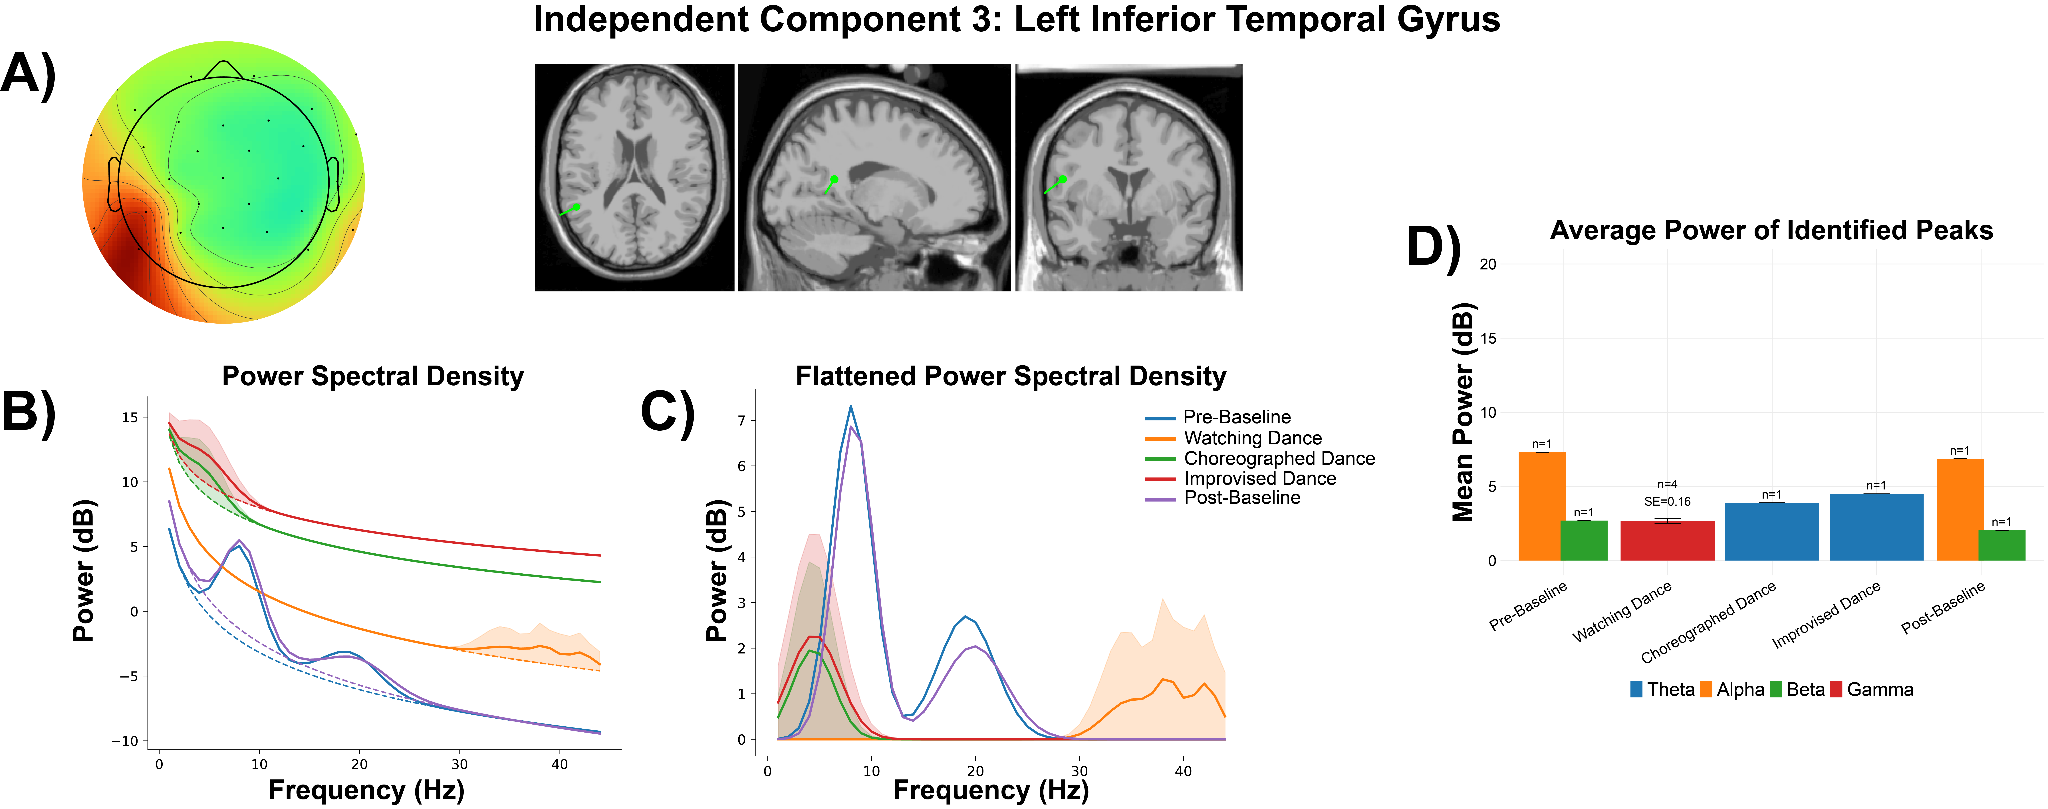 Independent Component 3: Left Inferior Temporal Gyrus
A)
B)
Power Spectral Density
Power (dB)
15
10
5
0
−5
−10
0
10
20
30
40
Frequency (Hz)
C)
Flattened Power Spectral Density
Power (dB)
7
6
5
4
3
2
1
0
0
10
20
30
40
Frequency (Hz)
Pre-Baseline
Watching Dance
Choreographed Dance
Improvised Dance
Post-Baseline
D)
Average Power of Identified Peaks
Mean Power (dB)
20
15
10
5
0
n=1
n=1
n=4
SE=0.16
n=1
n=1
n=1
n=1
Pre-Baseline
Watching Dance
Choreographed Dance
Improvised Dance
Post-Baseline
Theta
Alpha
Beta
Gamma